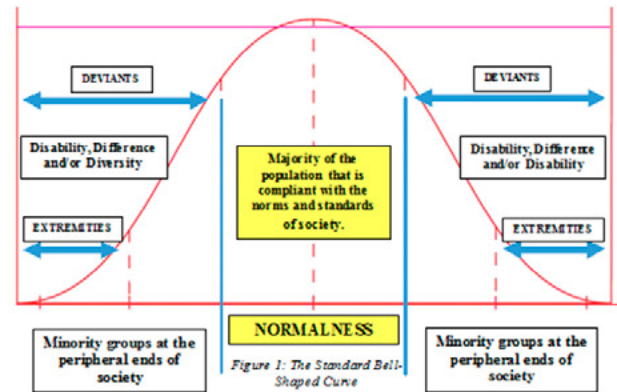 DEVIANTS
DEVIANTS
Disability, Difference
and/or Diversity
Majority of the
population that is
compliant with the
norms and standards
of society.
Disability, Difference
and/or Disability
EXTREMITIES
EXTREMITIES
Minority groups at the
peripheral ends of
society
NORMALNESS
Figure 1: The Standard Bell-
Shaped Curve
Minority groups at the
peripheral ends of
society